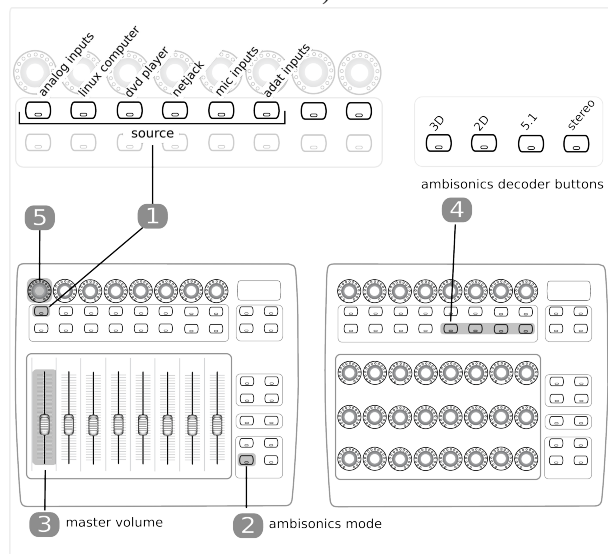 analog inputs
linux computer
dvd player
netjack
mic inputs
adat inputs
source
3D
2D
5.1
stereo
ambisonics decoder buttons
5
1
4
3
master volume
2
ambisonics mode